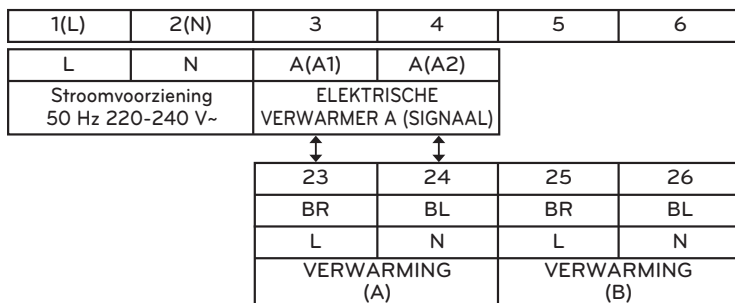 1(L) 2(N) 3 4 5 6
L N A(A1) A(A2)
Stroomvoorziening
50 Hz 220-240 V~
ELEKTRISCHE
VERWARMER A (SIGNAAL)
23 24 25 26
BR BL BR BL
L N L N
VERWARMING
(A)
VERWARMING
(B)